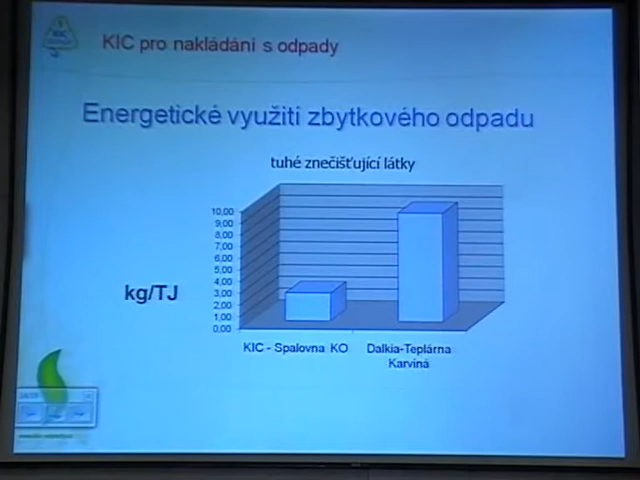 KIC
KIC pro nakládání s odpady
Energetické využití zbytkového odpadu
tuhé znečišťující látky
kg/TJ
10,00
9,00
8,00
7,00
6,00
5,00
4,00
3,00
2,00
1,00
0,00
KIC - Spalovna KO
Dalkia-Teplárna
Karviná